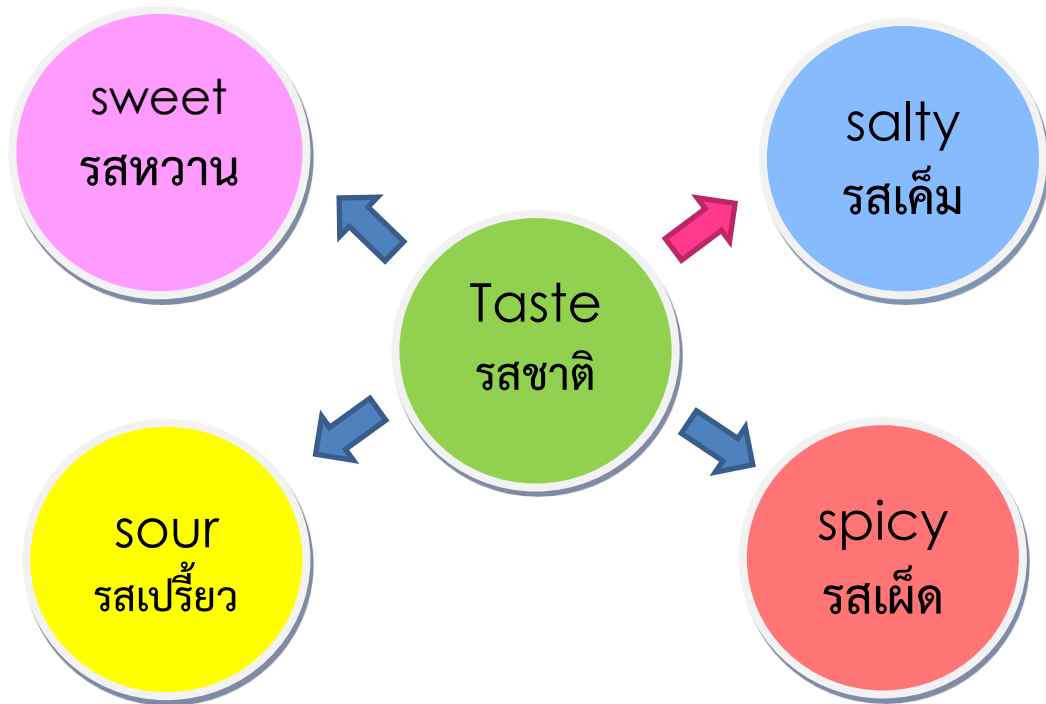 sweet
รสหวาน
salty
รสเค็ม
Taste
รสชาติ
sour
รสเปรี้ยว
spicy
รสเผ็ด